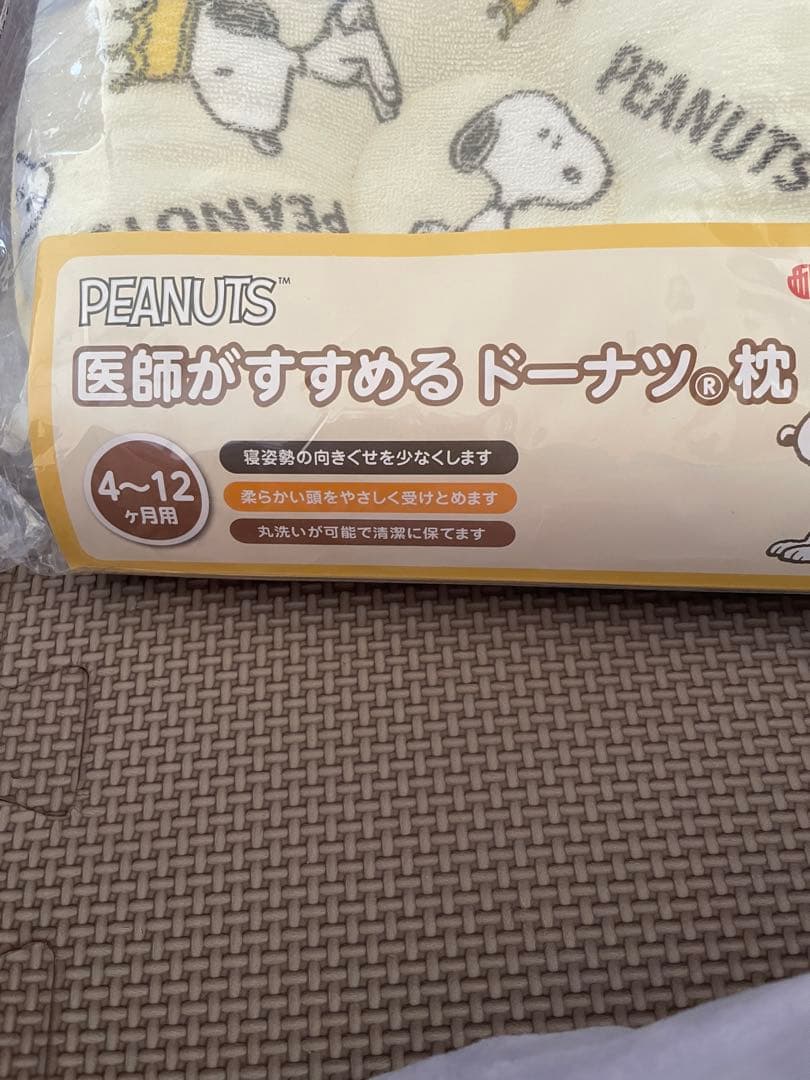 PEANUTS
PEANUTS
PEANUTS™
医師がすすめるドーナツ®枕
4〜12
ヶ月用
寝姿勢の向きぐせを少なくします
柔らかい頭をやさしく受けとめます
丸洗いが可能で清潔に保てます